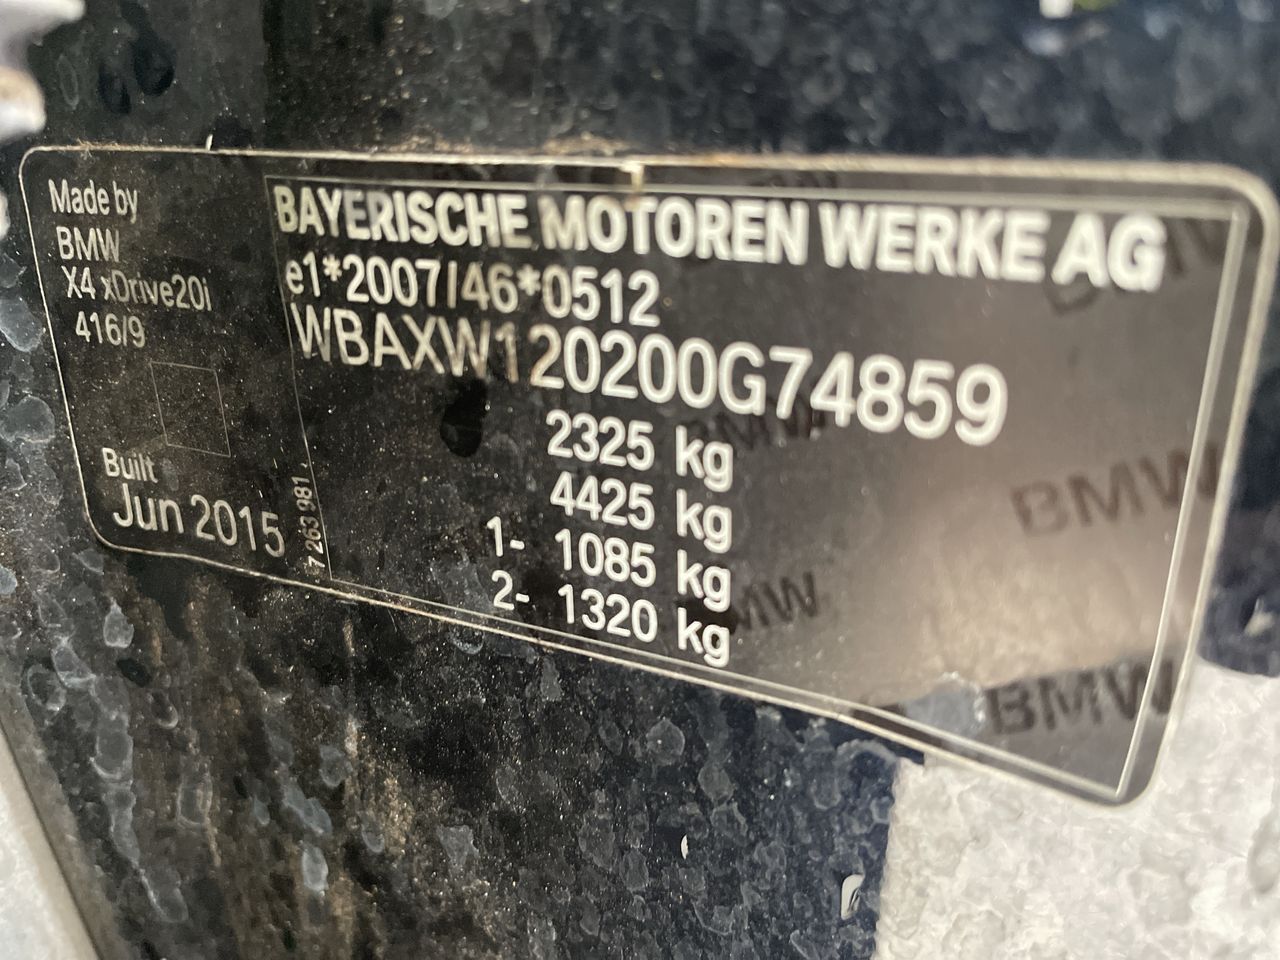 Made by
BMW
X4 xDrive20i
416/9
Built
Jun 2015
7 263 981
BAYERISCHE MOTOREN WERKE AG
e1*2007/46*0512
WBAXW120200G74859
2325 kg
4425 kg
1- 1085 kg
2- 1320 kg
BMW
BMW
BMW
BMW